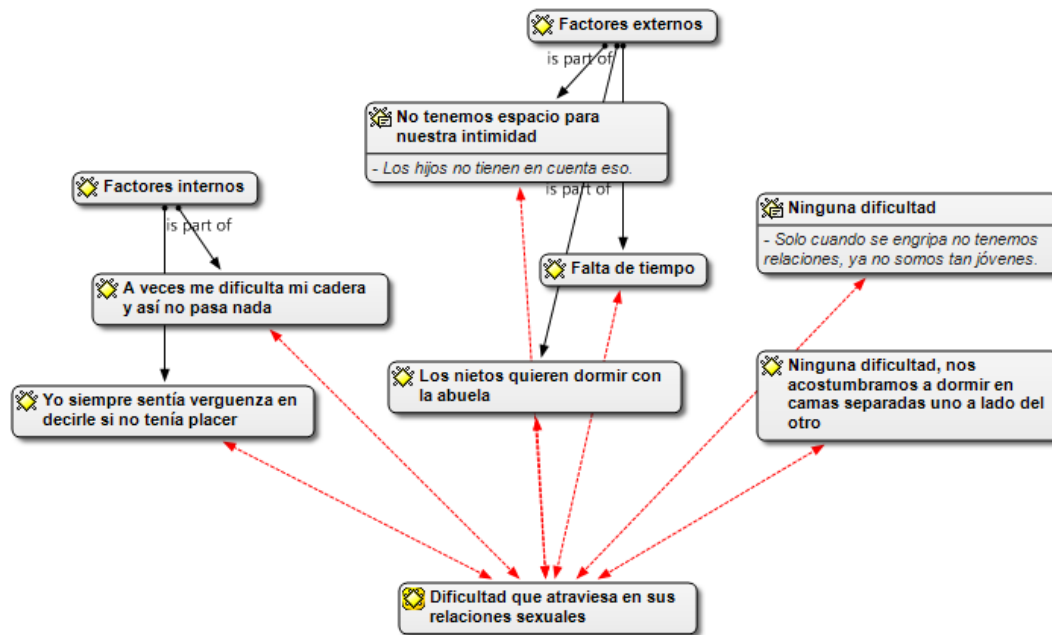 Factores externos
is part of
No tenemos espacio para
nuestra intimidad
- Los hijos no tienen en cuenta eso.
Factores internos
is part of
is part of
Ninguna dificultad
- Solo cuando se engripa no tenemos
relaciones, ya no somos tan jóvenes.
Falta de tiempo
A veces me dificulta mi cadera
y así no pasa nada
Los nietos quieren dormir con
la abuela
Ninguna dificultad, nos
acostumbramos a dormir en
camas separadas uno a lado del
otro
Yo siempre sentía verguenza en
decirle si no tenía placer
Dificultad que atraviesa en sus
relaciones sexuales